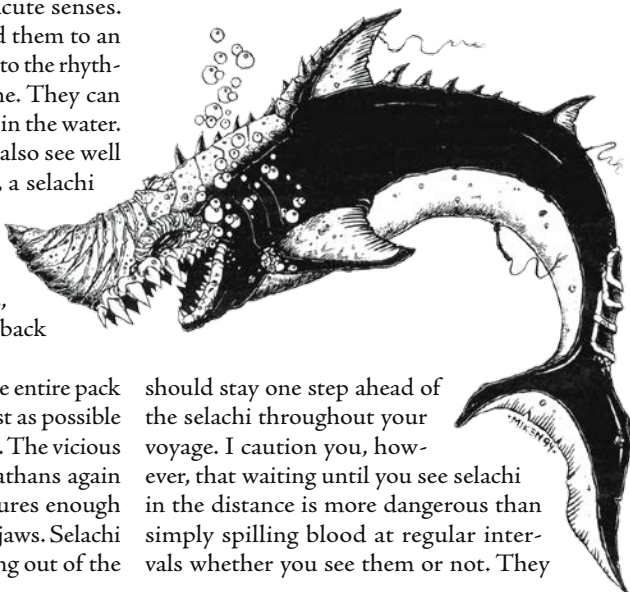 cute senses.
d them to an
to the rhyth-
ne. They can
in the water.
also see well
, a selachi
,
back
e entire pack
st as possible
. The vicious
athans again
ures enough
jaws. Selachi
ng out of the
should stay one step ahead of
the selachi throughout your
voyage. I caution you, how-
ever, that waiting until you see selachi
in the distance is more dangerous than
simply spilling blood at regular inter-
vals whether you see them or not. They
MIKEN94